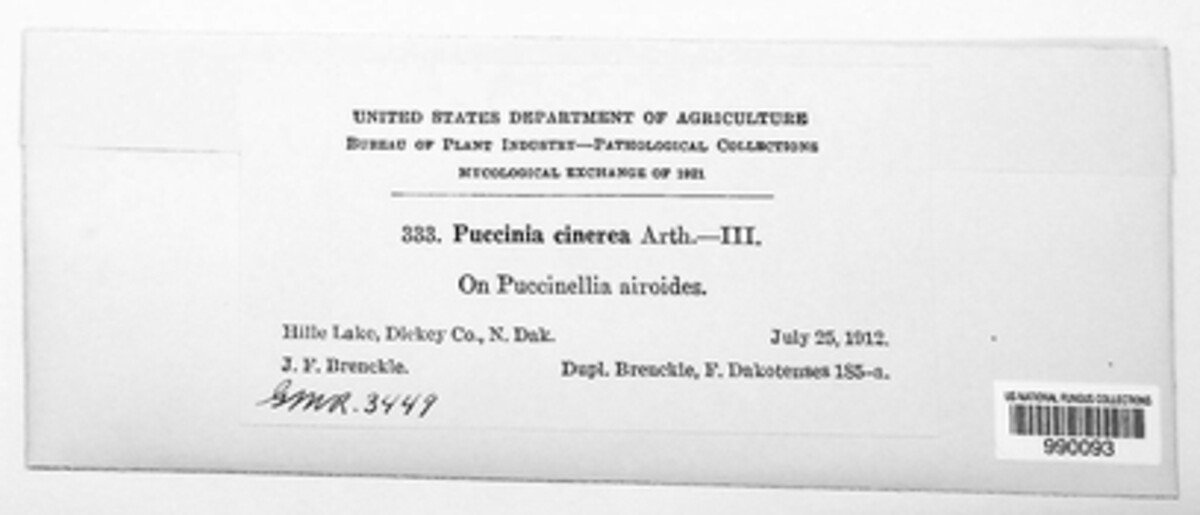 UNITED STATES DEPARTMENT OF AGRICULTURE
BUREAU OF PLANT INDUSTRY—PATHOLOGICAL COLLECTIONS
MYCOLOGICAL EXCHANGE OF 1921
333. Puccinia cinerea Arth.—III.
On Puccinellia airoides.
Hille Lake, Dickey Co., N. Dak. July 25, 1912.
J. F. Brenckle. Dupl. Brenckle, F. Dakotenses 185-a.
GMR. 3449
US NATIONAL FUNGUS COLLECTIONS
990093